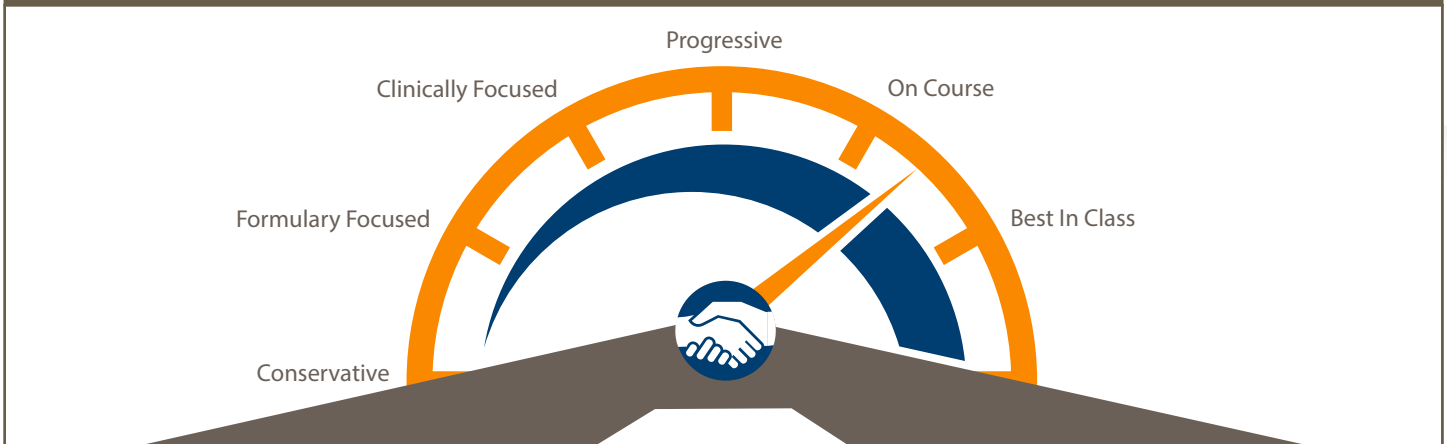 Progressive
Clinically Focused
On Course
Formulary Focused
Best In Class
Conservative